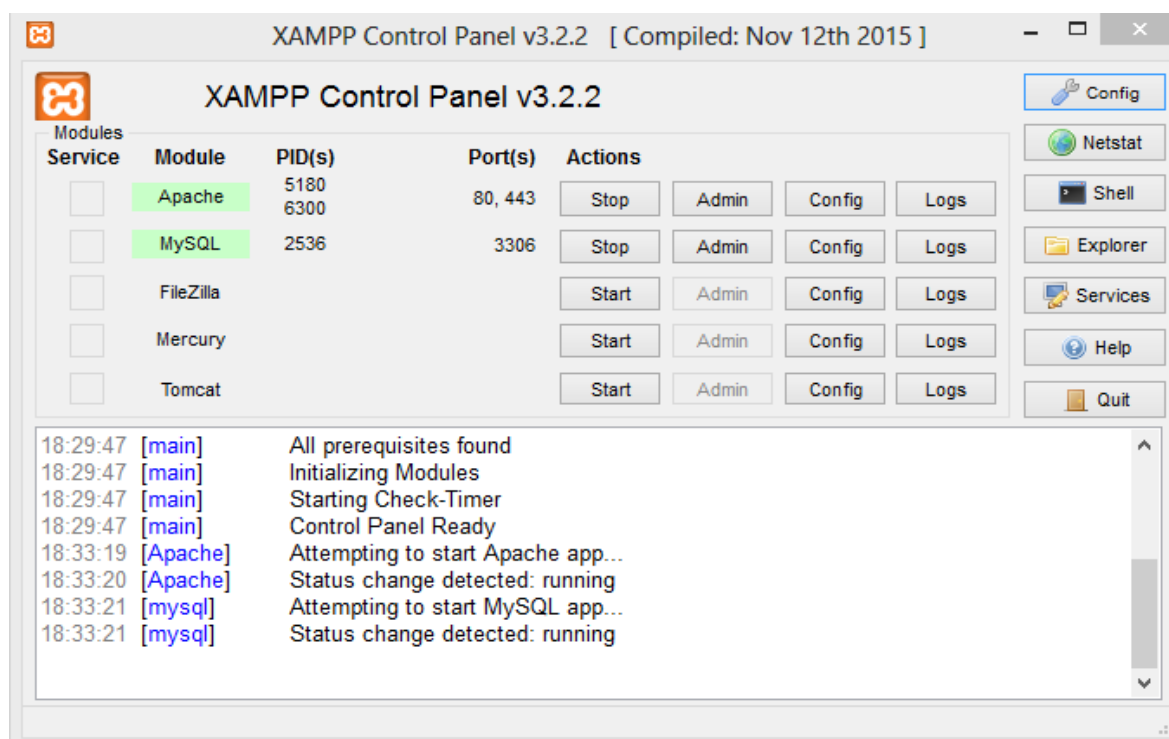 XAMPP Control Panel v3.2.2 [ Compiled: Nov 12th 2015 ]
XAMPP Control Panel v3.2.2
Config
Modules
Service Module PID(s) Port(s) Actions
Netstat
Apache 5180 6300 80, 443 Stop Admin Config Logs
Shell
MySQL 2536 3306 Stop Admin Config Logs
Explorer
FileZilla Start Admin Config Logs
Services
Mercury Start Admin Config Logs
Help
Tomcat Start Admin Config Logs
Quit
18:29:47 [main] All prerequisites found
18:29:47 [main] Initializing Modules
18:29:47 [main] Starting Check-Timer
18:29:47 [main] Control Panel Ready
18:33:19 [Apache] Attempting to start Apache app...
18:33:20 [Apache] Status change detected: running
18:33:21 [mysql] Attempting to start MySQL app...
18:33:21 [mysql] Status change detected: running